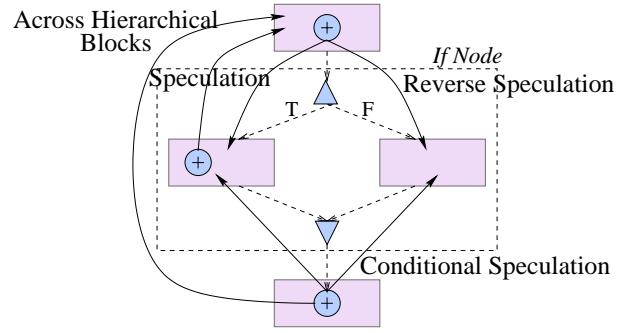 Across Hierarchical
Blocks
+
If Node
Speculation
Reverse Speculation
T
F
+
Conditional Speculation
+